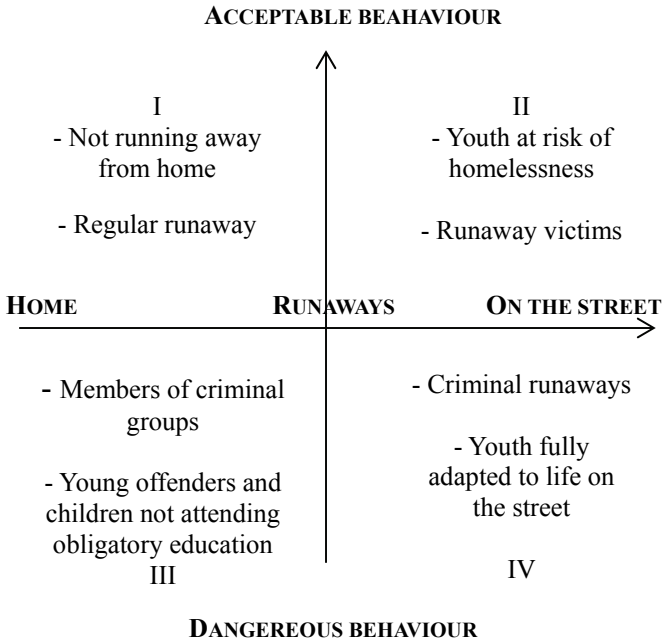 ACCEPTABLE BEAHAVIOUR
I
- Not running away
from home
- Regular runaway
II
- Youth at risk of
homelessness
- Runaway victims
HOME
RUNAWAYS
ON THE STREET
- Members of criminal
groups
- Young offenders and
children not attending
obligatory education
III
- Criminal runaways
- Youth fully
adapted to life on
the street
IV
DANGEREOUS BEHAVIOUR